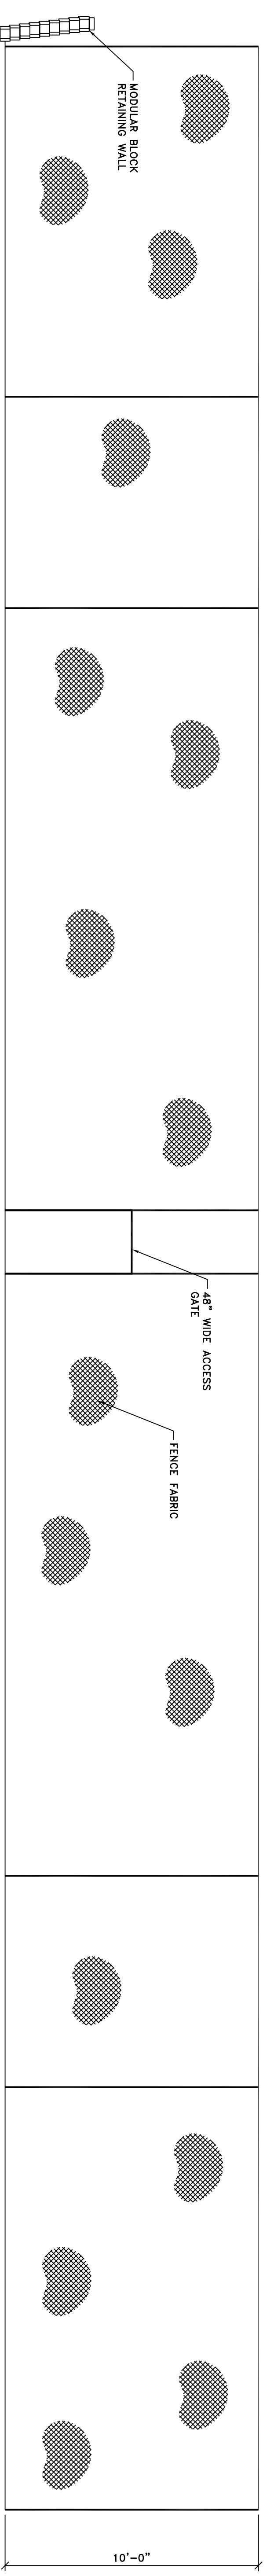 MODULAR BLOCK
RETAINING WALL
48" WIDE ACCESS
GATE
FENCE FABRIC
10'-0"